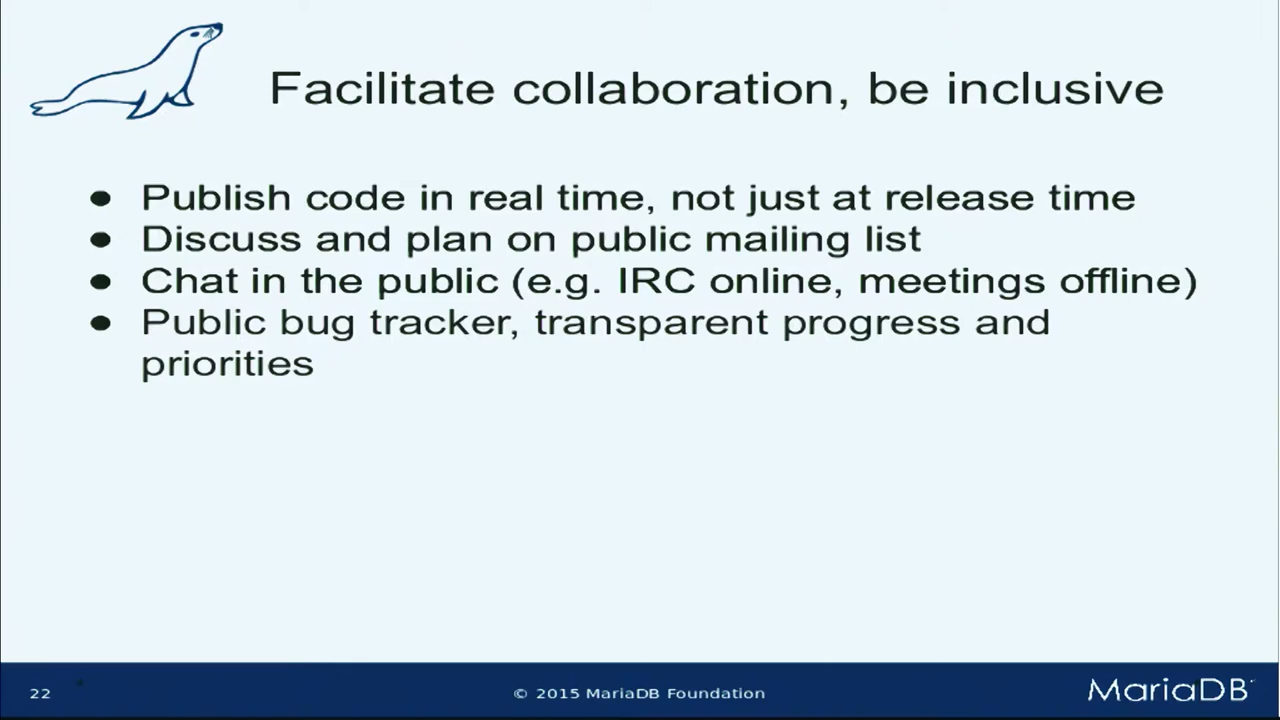 Facilitate collaboration, be inclusive
● Publish code in real time, not just at release time
● Discuss and plan on public mailing list
● Chat in the public (e.g. IRC online, meetings offline)
● Public bug tracker, transparent progress and
priorities
22
© 2015 MariaDB Foundation
MariaDB